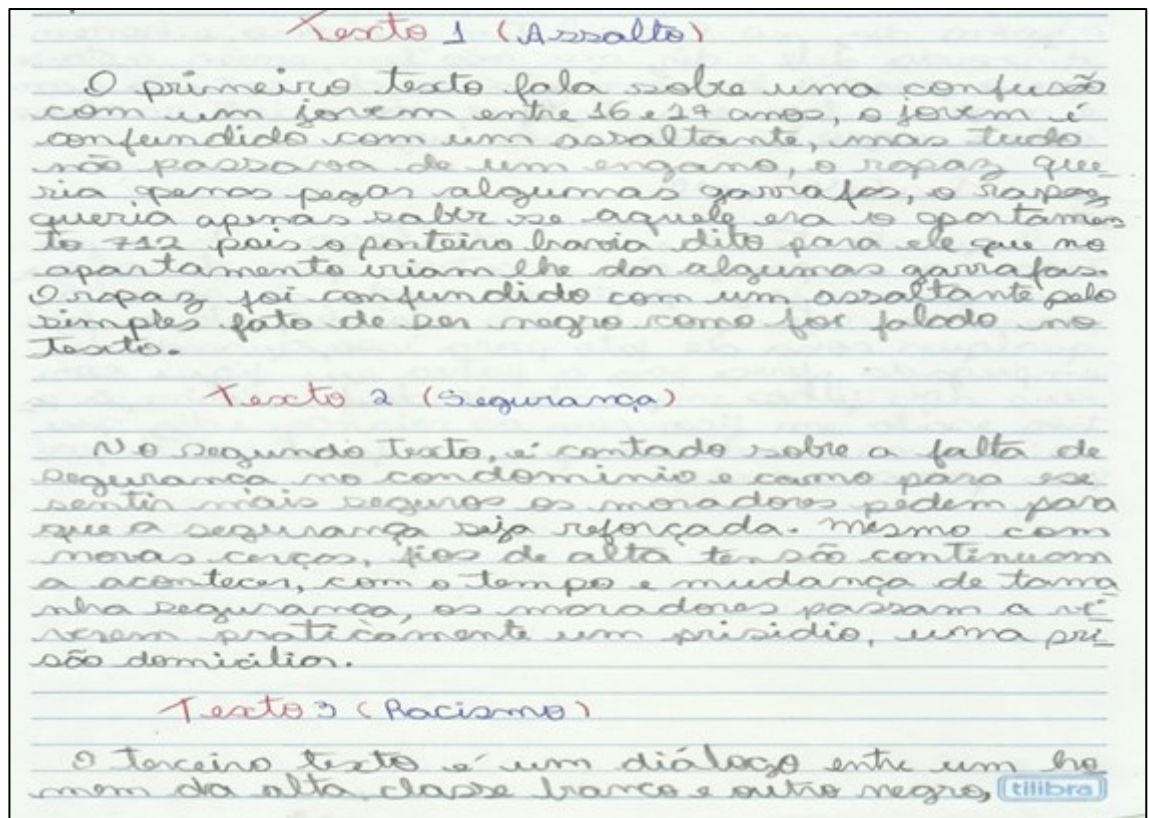 Texto 1 (Assalto)
O primeiro texto fala sobre uma confusão
com um jovem entre 16 e 17 anos, o jovem é
confundido com um assaltante, mas tudo
não passava de um engano, o rapaz que
ria apenas pegar algumas garrafas, o rapaz
queria apenas saber se aquele era o apartamen
to 712 pois o porteiro havia dito para ele que no
apartamento iriam lhe dar algumas garrafas.
O rapaz foi confundido com um assaltante pelo
simples fato de ser negro como foi falado no
texto.
Texto 2 (Segurança)
No segundo texto, é contado sobre a falta de
segurança no condominio e como para se
sentir mais seguros os moradores pedem para
que a segurança seja reforçada. Mesmo com
novas cercas, fios de alta tensão continuam
a acontecer, com o tempo e mudança de tama
nha segurança, os moradores passam a vi
verem praticamente um prisidio, uma pri
são domiciliar.
Texto 3 (Racismo)
O terceiro texto é um diálogo entre um ho
mem da alta classe branco e outro negro,
tilibra